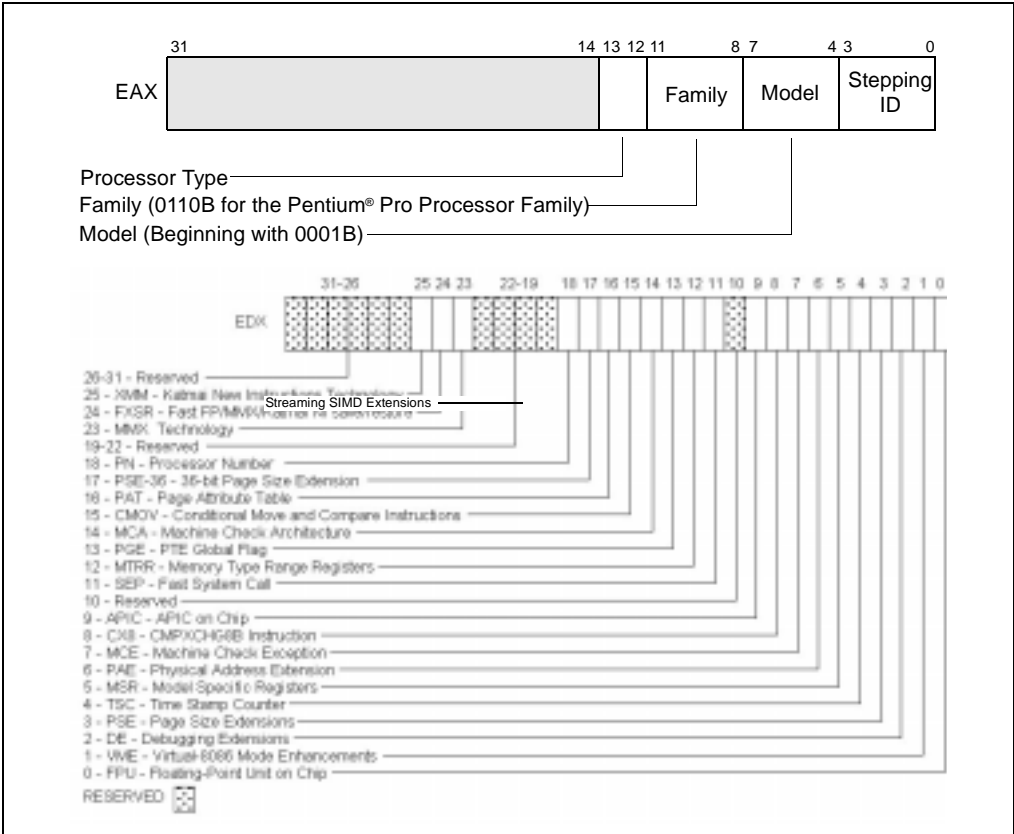 31 14 13 12 11 8 7 4 3 0
EAX Family Model Stepping
ID
Processor Type
Family (0110B for the Pentium® Pro Processor Family)
Model (Beginning with 0001B)
31-26 25 24 23 22-19 18 17 16 15 14 13 12 11 10 9 8 7 6 5 4 3 2 1 0
EDX
26-31 - Reserved
25 - XMM - Katmai New Instructions Technology
Streaming SIMD Extensions
24 - FXSR - Fast FP/MMX/Katmai NI save/restore
23 - MMX Technology
19-22 - Reserved
18 - PN - Processor Number
17 - PSE-36 - 36-bit Page Size Extension
16 - PAT - Page Attribute Table
15 - CMOV - Conditional Move and Compare Instructions
14 - MCA - Machine Check Architecture
13 - PGE - PTE Global Flag
12 - MTRR - Memory Type Range Registers
11 - SEP - Fast System Call
10 - Reserved
9 - APIC - APIC on Chip
8 - CX8 - CMPXCHG8B Instruction
7 - MCE - Machine Check Exception
6 - PAE - Physical Address Extension
5 - MSR - Model Specific Registers
4 - TSC - Time Stamp Counter
3 - PSE - Page Size Extensions
2 - DE - Debugging Extensions
1 - VME - Virtual-8086 Mode Enhancements
0 - FPU - Floating-Point Unit on Chip
RESERVED